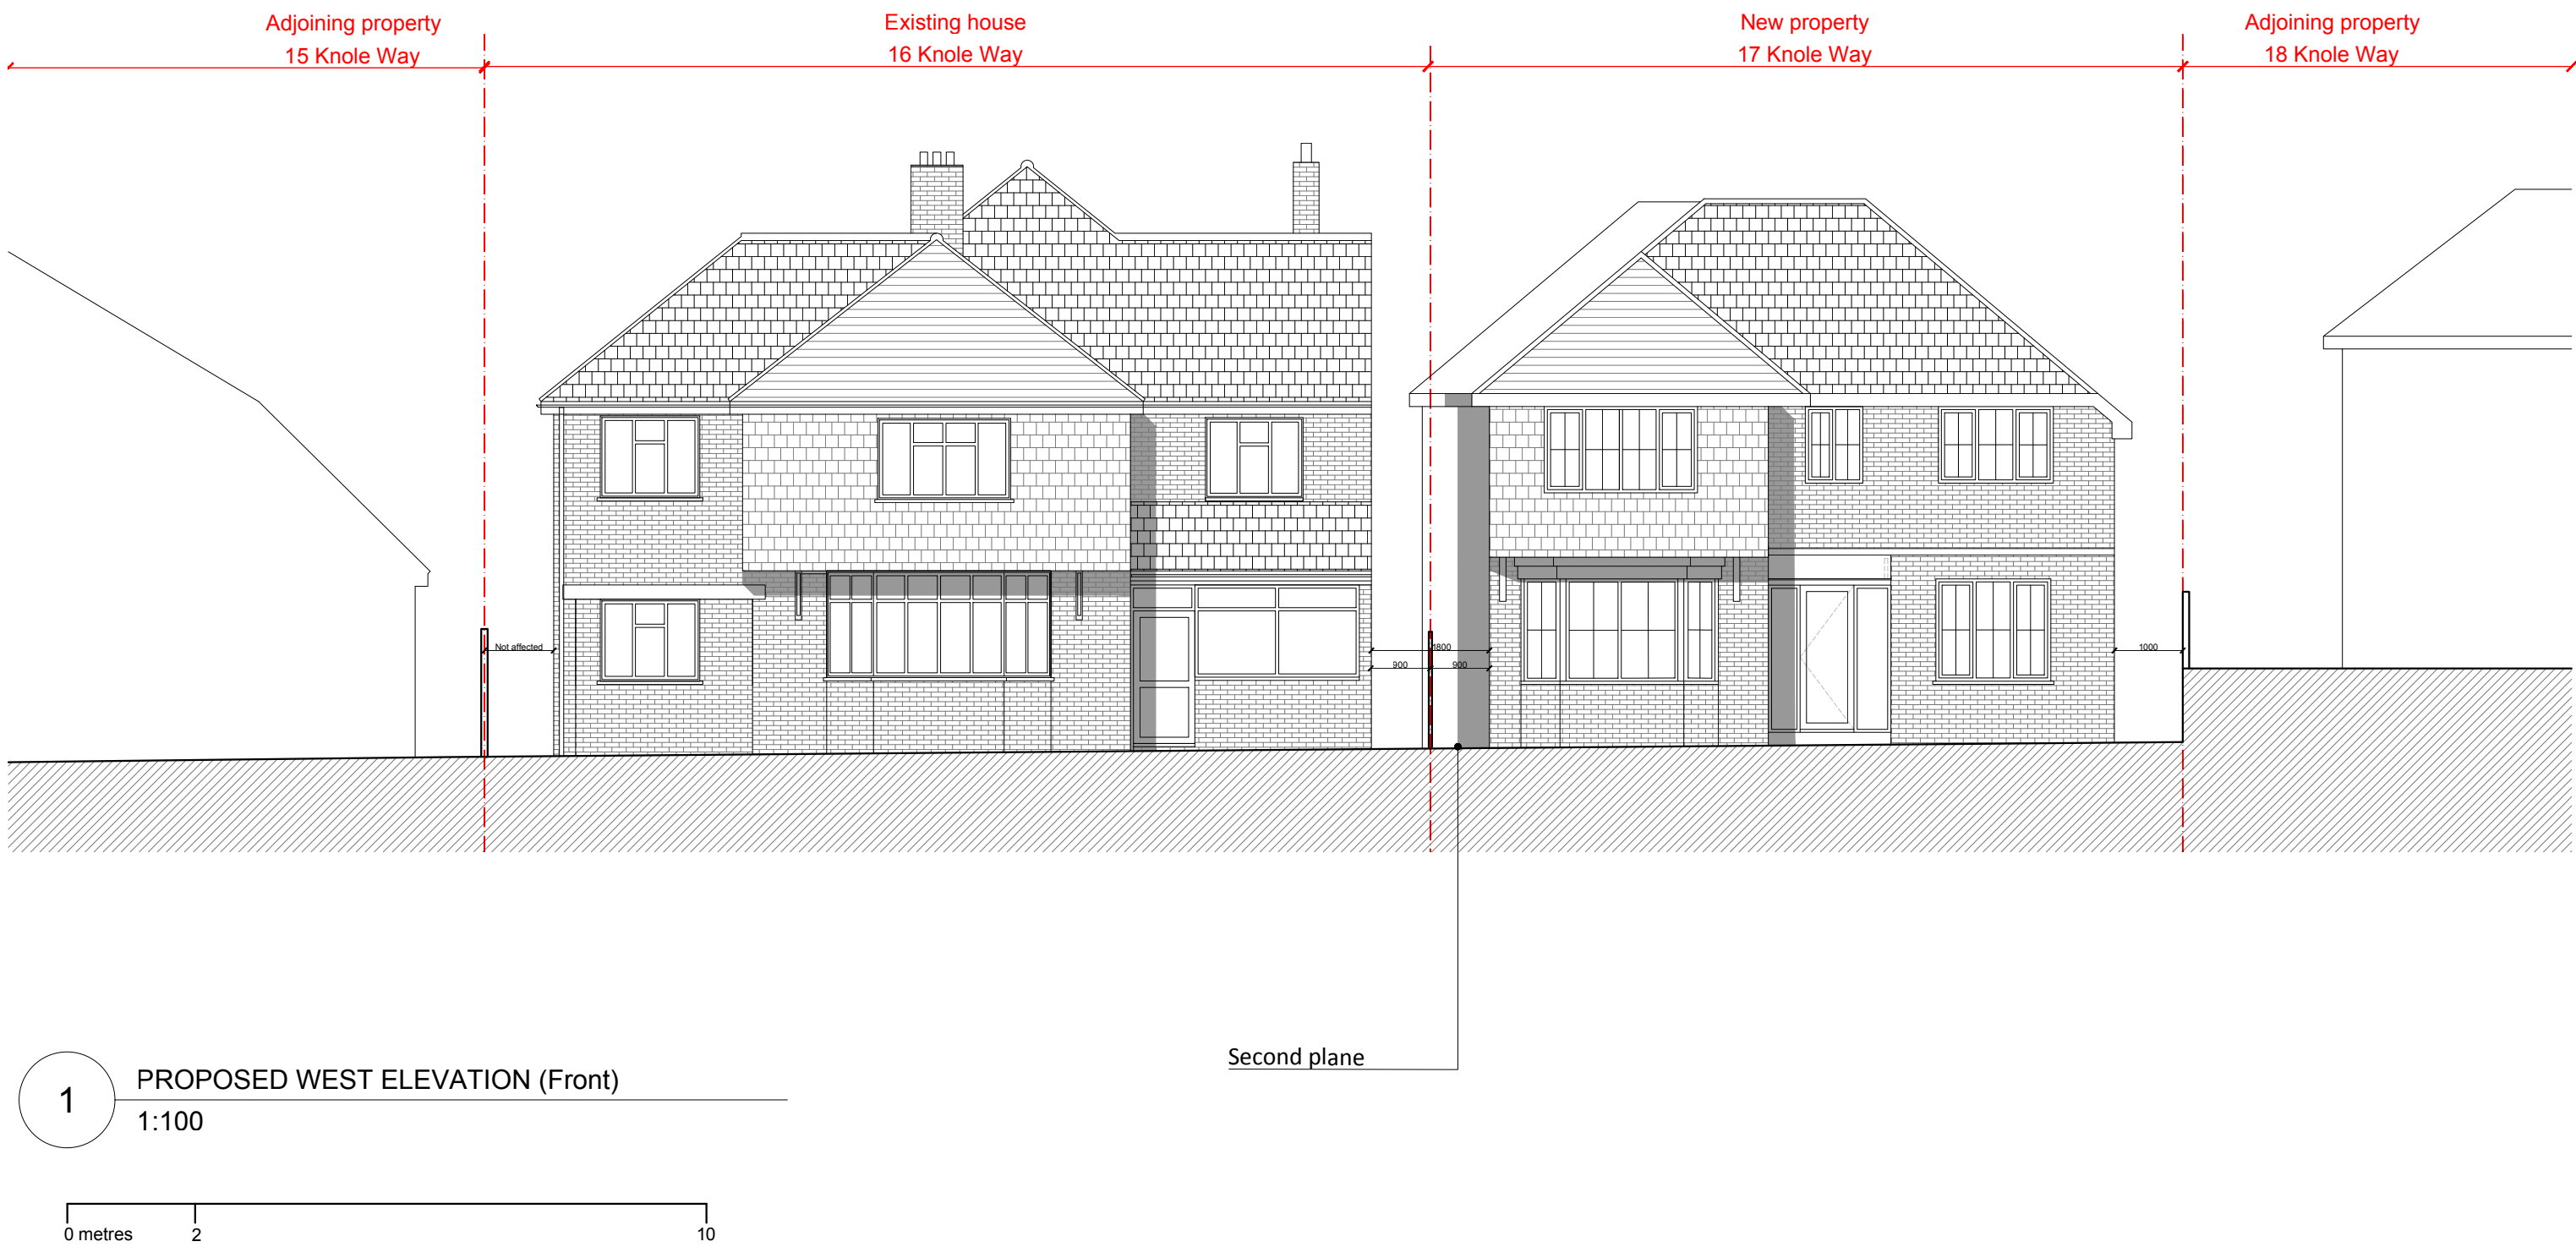 Adjoining property
15 Knole Way
Existing house
16 Knole Way
New property
17 Knole Way
Adjoining property
18 Knole Way
Not affected
1800
900
900
1000
Second plane
1
PROPOSED WEST ELEVATION (Front)
1:100
0 metres
2
10